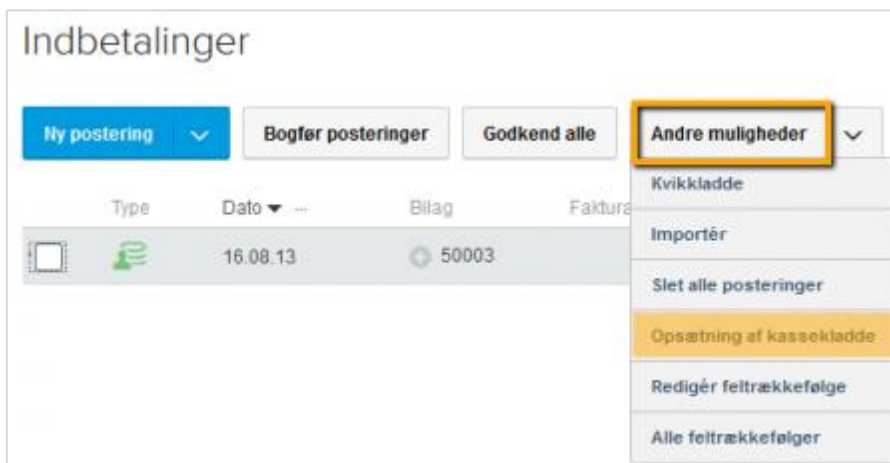 Indbetalinger
Ny postering Bogfør posteringer Godkend alle Andre muligheder
Kvikkladde
Type Dato Bilag Faktura
Importér
16.08.13 50003
Slet alle posteringer
Opsætning af kassekladde
Redigér feltrækkefølge
Alle feltrækkefølger